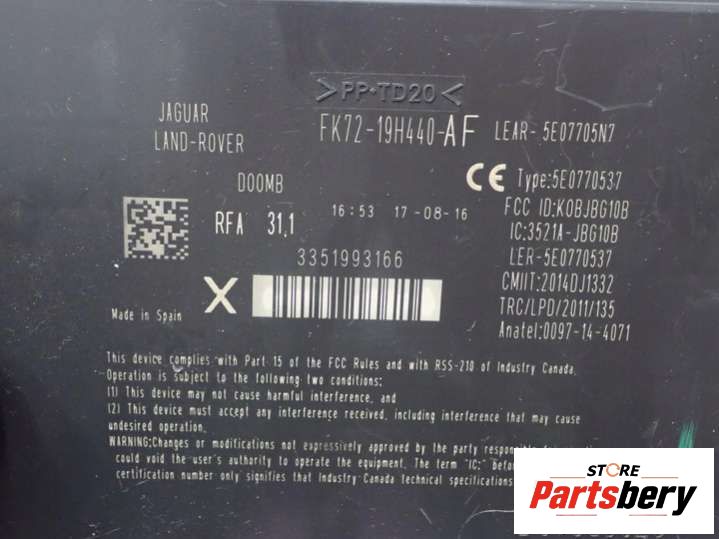 >PP-TD20<
JAGUAR
LAND-ROVER
FK72-19H440-AF
LEAR- 5E07705N7
D00MB
CE Type:5E0770537
RFA 31,1
16:53 17-08-16
FCC ID:KOBJBG10B
IC:3521A-JBG10B
3351993166
LER-5E0770537
X
CMIIT:2014DJ1332
Made in Spain
TRC/LPD/2011/135
Anatel:0097-14-4071
This device complies with Part 15 of the FCC Rules and with RSS-210 of Industry Canada.
Operation is subject to the following two conditions:
(1) This device may not cause harmful interference, and
(2) This device must accept any interference received, including interference that may cause
undesired operation.
WARNING:Changes or modifications not expressively approved by the party responsible
could void the user's authority to operate the equipment. The term "IC:" before
certification number only signifies that Industry Canada technical specifications
STORE
Partsbery